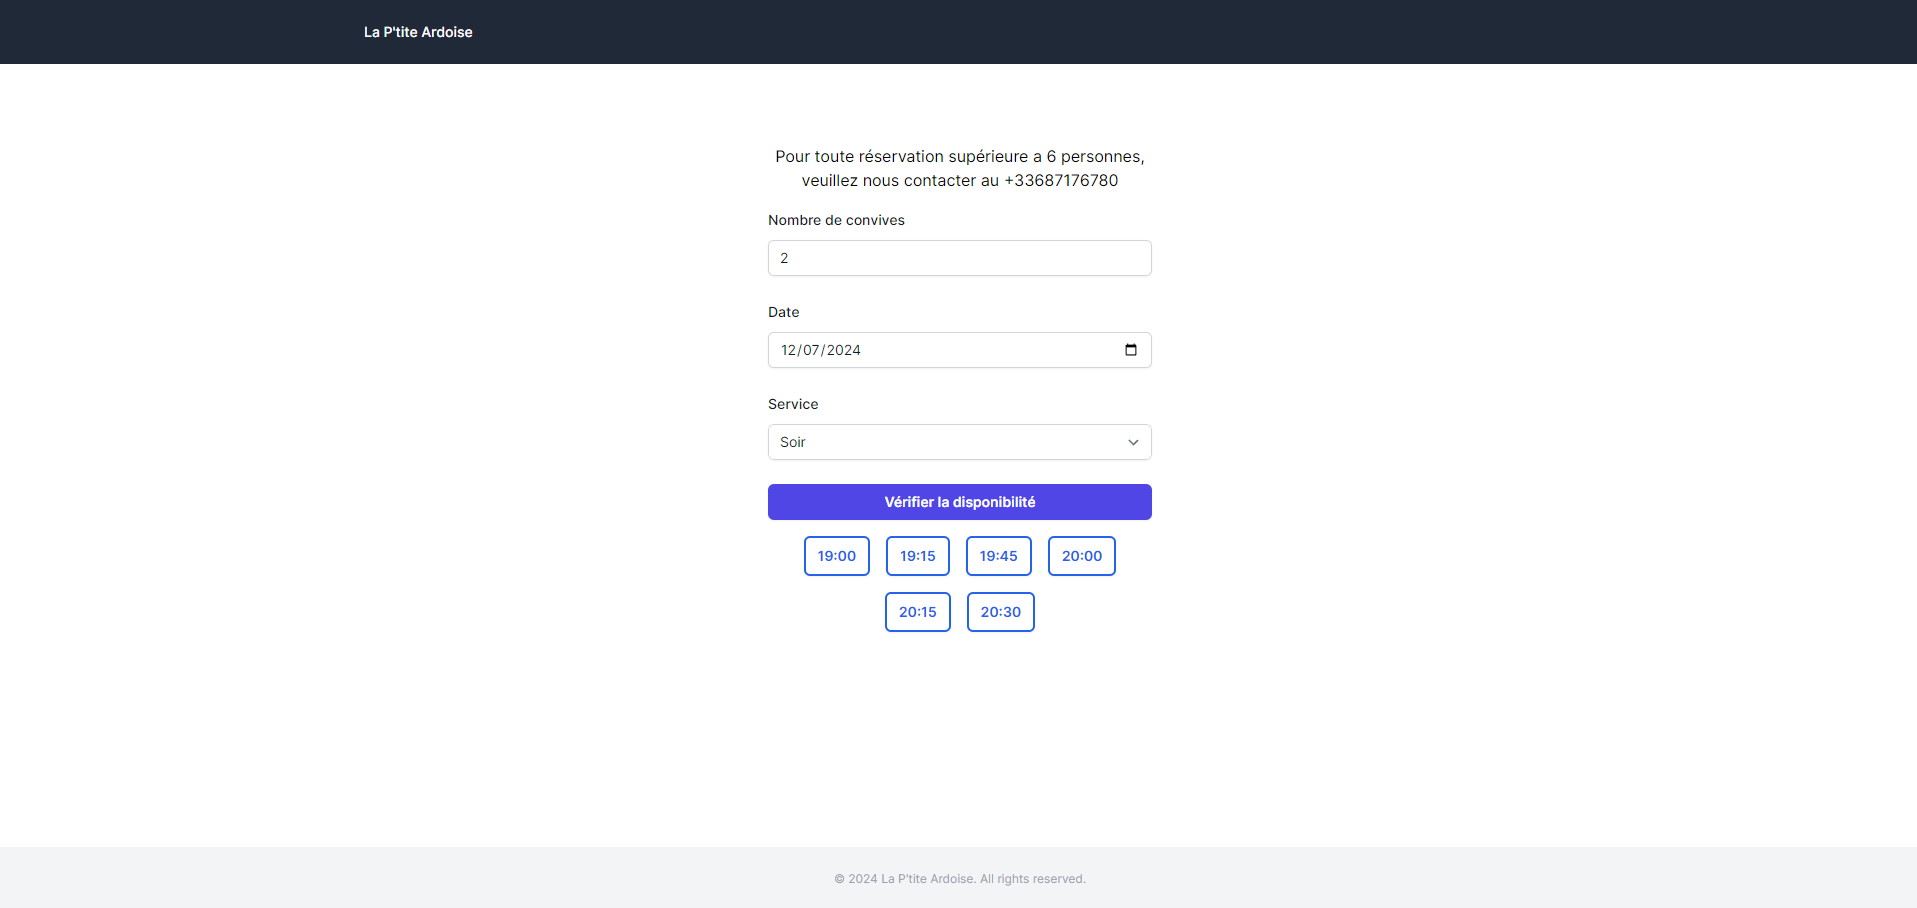 La P'tite Ardoise
Pour toute réservation supérieure a 6 personnes,
veuillez nous contacter au +33687176780
Nombre de convives
2
Date
12/07/2024
Service
Soir
Vérifier la disponibilité
19:00 19:15 19:45 20:00
20:15 20:30
© 2024 La P'tite Ardoise. All rights reserved.